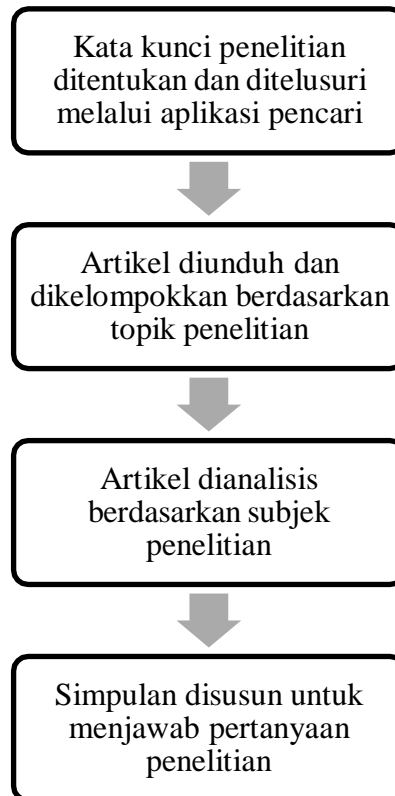 Kata kunci penelitian
ditentukan dan ditelusuri
melalui aplikasi pencari
Artikel diunduh dan
dikelompokkan berdasarkan
topik penelitian
Artikel dianalisis
berdasarkan subjek
penelitian
Simpulan disusun untuk
menjawab pertanyaan
penelitian